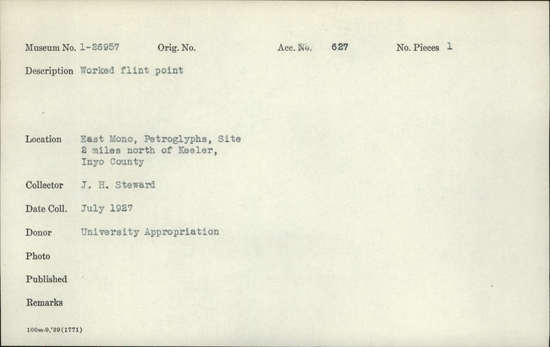 Museum No. 1-26957 Orig. No. Acc. No. 627 No. Pieces 1
Description Worked flint point
Location East Mono, Petroglyphs, Site
2 miles north of Keeler,
Inyo County
Collector J. H. Steward
Date Coll. July 1927
Donor University Appropriation
Photo
Published
Remarks
100m-9,'39(1771)